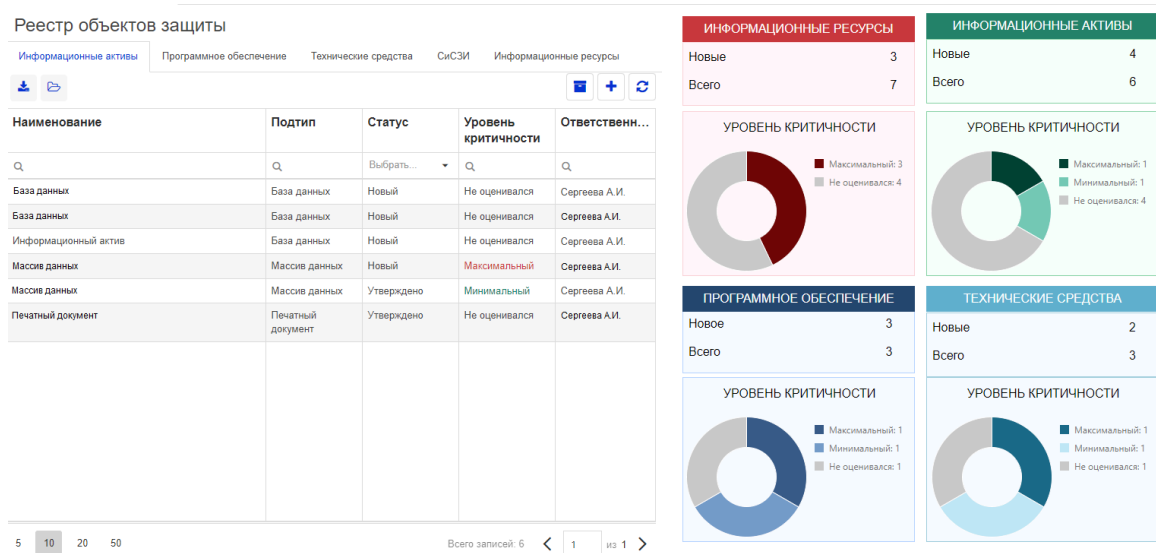 Реестр объектов защиты
Информационные активы Программное обеспечение Технические средства СиСЗИ Информационные ресурсы
Наименование Подтип Статус Уровень критичности Ответственн...
Выбрать...
База данных База данных Новый Не оценивался Сергеева А.И.
База данных База данных Новый Не оценивался Сергеева А.И.
Информационный актив База данных Новый Не оценивался Сергеева А.И.
Массив данных Массив данных Новый Максимальный Сергеева А.И.
Массив данных Массив данных Утверждено Минимальный Сергеева А.И.
Печатный документ Печатный документ Утверждено Не оценивался Сергеева А.И.
5 10 20 50 Всего записей: 6 1 из 1
ИНФОРМАЦИОННЫЕ РЕСУРСЫ
Новые 3
Всего 7
УРОВЕНЬ КРИТИЧНОСТИ
Максимальный: 3
Не оценивался: 4
ИНФОРМАЦИОННЫЕ АКТИВЫ
Новые 4
Всего 6
УРОВЕНЬ КРИТИЧНОСТИ
Максимальный: 1
Минимальный: 1
Не оценивался: 4
ПРОГРАММНОЕ ОБЕСПЕЧЕНИЕ
Новое 3
Всего 3
УРОВЕНЬ КРИТИЧНОСТИ
Максимальный: 1
Минимальный: 1
Не оценивался: 1
ТЕХНИЧЕСКИЕ СРЕДСТВА
Новые 2
Всего 3
УРОВЕНЬ КРИТИЧНОСТИ
Максимальный: 1
Минимальный: 1
Не оценивался: 1